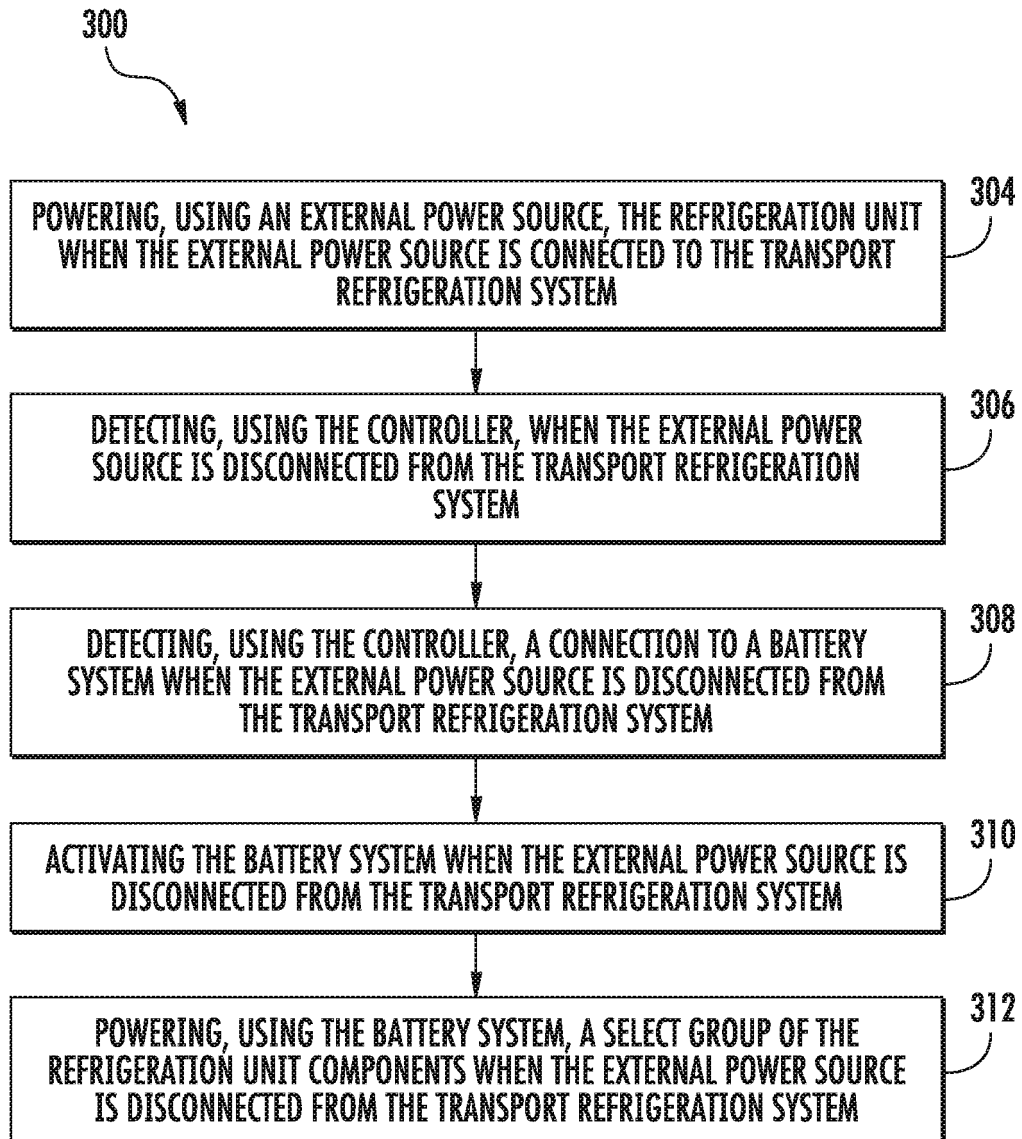 300
POWERING, USING AN EXTERNAL POWER SOURCE, THE REFRIGERATION UNIT
WHEN THE EXTERNAL POWER SOURCE IS CONNECTED TO THE TRANSPORT
REFRIGERATION SYSTEM
304
DETECTING, USING THE CONTROLLER, WHEN THE EXTERNAL POWER
SOURCE IS DISCONNECTED FROM THE TRANSPORT REFRIGERATION
SYSTEM
306
DETECTING, USING THE CONTROLLER, A CONNECTION TO A BATTERY
SYSTEM WHEN THE EXTERNAL POWER SOURCE IS DISCONNECTED FROM
THE TRANSPORT REFRIGERATION SYSTEM
308
ACTIVATING THE BATTERY SYSTEM WHEN THE EXTERNAL POWER SOURCE IS
DISCONNECTED FROM THE TRANSPORT REFRIGERATION SYSTEM
310
POWERING, USING THE BATTERY SYSTEM, A SELECT GROUP OF THE
REFRIGERATION UNIT COMPONENTS WHEN THE EXTERNAL POWER SOURCE
IS DISCONNECTED FROM THE TRANSPORT REFRIGERATION SYSTEM
312